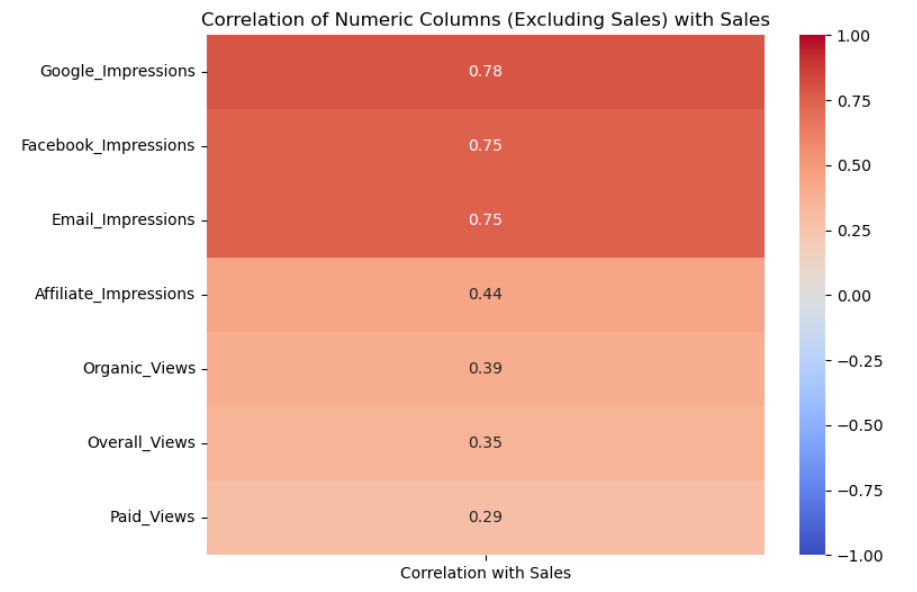 Correlation of Numeric Columns (Excluding Sales) with Sales
Google_Impressions 0.78
Facebook_Impressions 0.75
Email_Impressions 0.75
Affiliate_Impressions 0.44
Organic_Views 0.39
Overall_Views 0.35
Paid_Views 0.29
Correlation with Sales
1.00
0.75
0.50
0.25
0.00
−0.25
−0.50
−0.75
−1.00